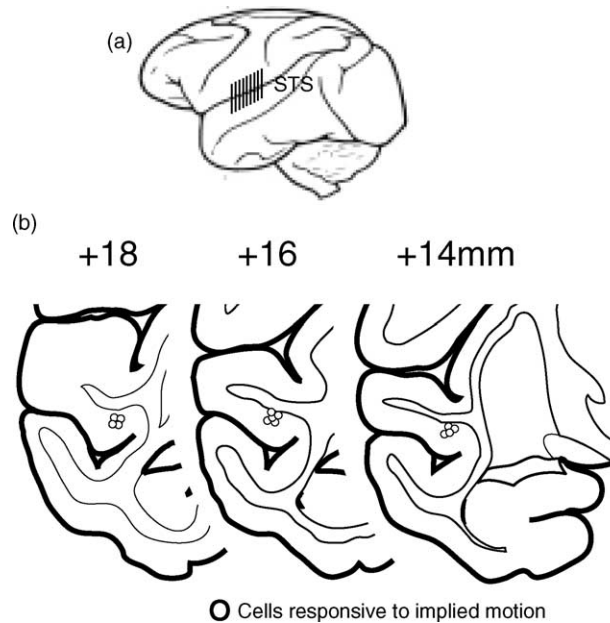 (a)
STS
(b)
+18 +16 +14mm
Cells responsive to implied motion